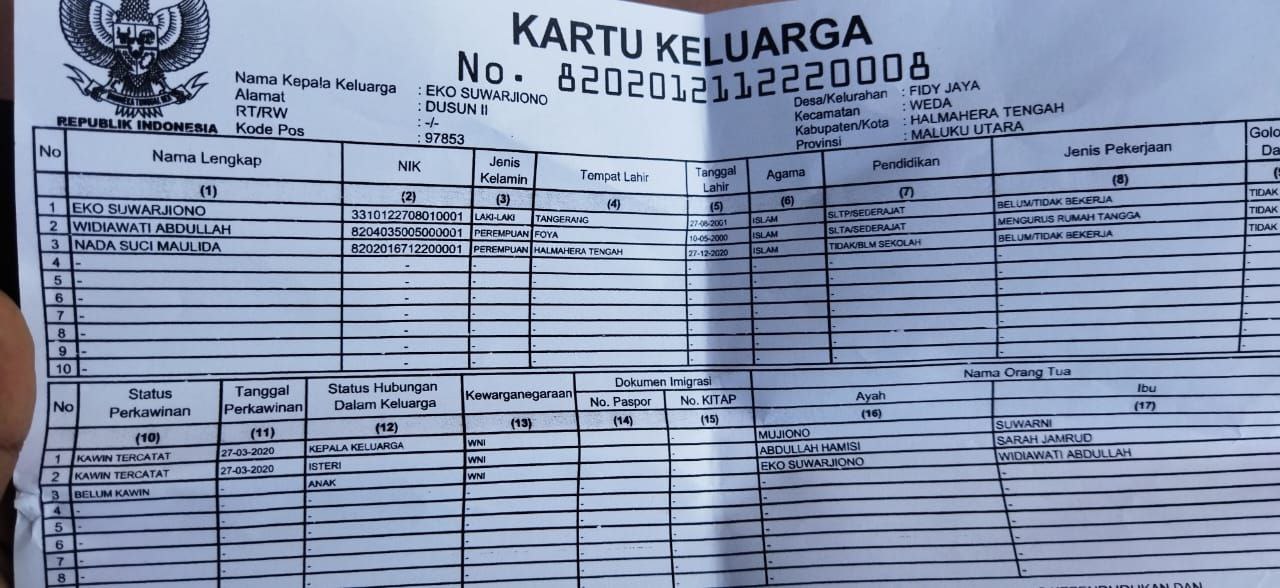 KARTU KELUARGA
No. 8202012112220008
BHINNEKA TUNGGAL IKA
REPUBLIK INDONESIA
Nama Kepala Keluarga : EKO SUWARJIONO
Alamat : DUSUN II
RT/RW : -/-
Kode Pos : 97853
Desa/Kelurahan : FIDY JAYA
Kecamatan : WEDA
Kabupaten/Kota : HALMAHERA TENGAH
Provinsi : MALUKU UTARA
No Nama Lengkap NIK Jenis Kelamin Tempat Lahir Tanggal Lahir Agama Pendidikan Jenis Pekerjaan Golo Da
(1) (2) (3) (4) (5) (6) (7) (8)
1 EKO SUWARJIONO 3310122708010001 LAKI-LAKI TANGERANG 27-08-2001 ISLAM SLTP/SEDERAJAT BELUM/TIDAK BEKERJA TIDAK
2 WIDIAWATI ABDULLAH 8204035005000001 PEREMPUAN FOYA 10-05-2000 ISLAM SLTA/SEDERAJAT MENGURUS RUMAH TANGGA TIDAK
3 NADA SUCI MAULIDA 8202016712200001 PEREMPUAN HALMAHERA TENGAH 27-12-2020 ISLAM TIDAK/BLM SEKOLAH BELUM/TIDAK BEKERJA TIDAK
4 - - - - - - - -
5 - - - - - - - -
6 - - - - - - - -
7 - - - - - - - -
8 - - - - - - - -
9 - - - - - - - -
10 - - - - - - - -
No Status Perkawinan Tanggal Perkawinan Status Hubungan Dalam Keluarga Kewarganegaraan Dokumen Imigrasi Nama Orang Tua
No. Paspor No. KITAP Ayah Ibu
(10) (11) (12) (13) (14) (15) (16) (17)
1 KAWIN TERCATAT 27-03-2020 KEPALA KELUARGA WNI - MUJIONO SUWARNI
2 KAWIN TERCATAT 27-03-2020 ISTERI WNI - ABDULLAH HAMISI SARAH JAMRUD
3 BELUM KAWIN - ANAK WNI - EKO SUWARJIONO WIDIAWATI ABDULLAH
4 - - - - - - -
5 - - - - - - -
6 - - - - - - -
7 - - - - - - -
8 - - - - - - -